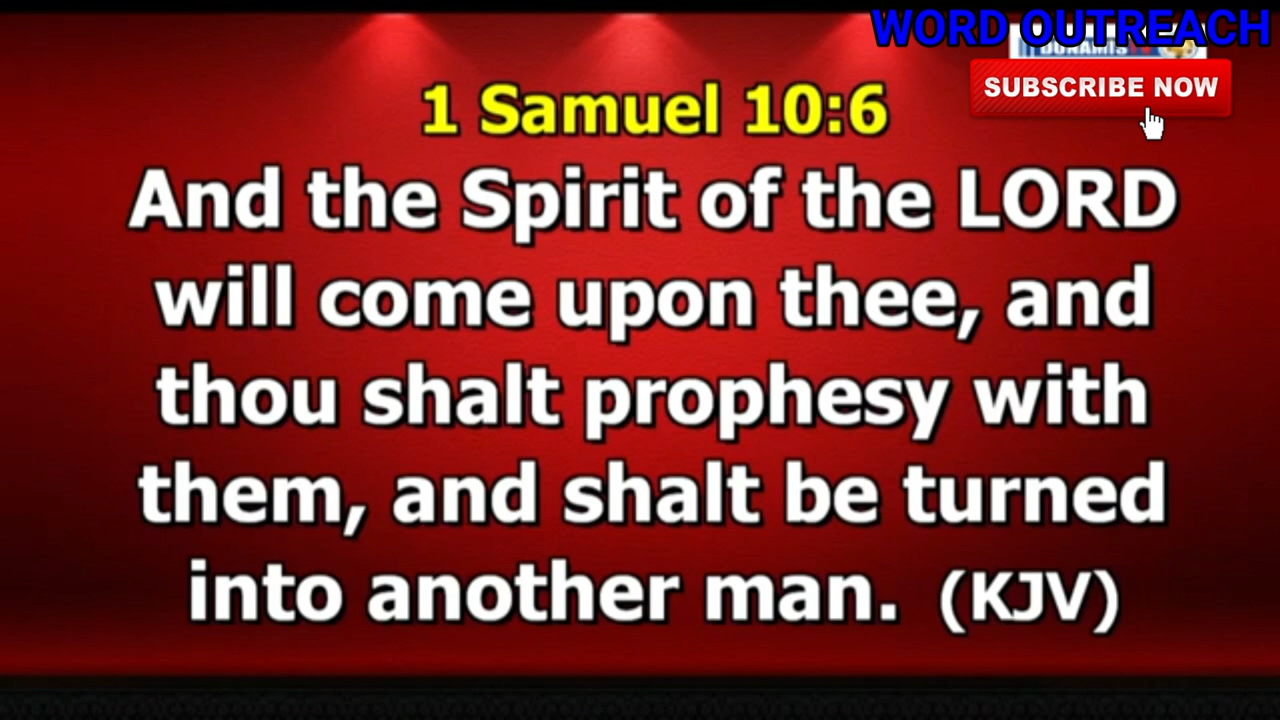 WORD OUTREACH
SUBSCRIBE NOW
1 Samuel 10:6
And the Spirit of the LORD
will come upon thee, and
thou shalt prophesy with
them, and shalt be turned
into another man. (KJV)